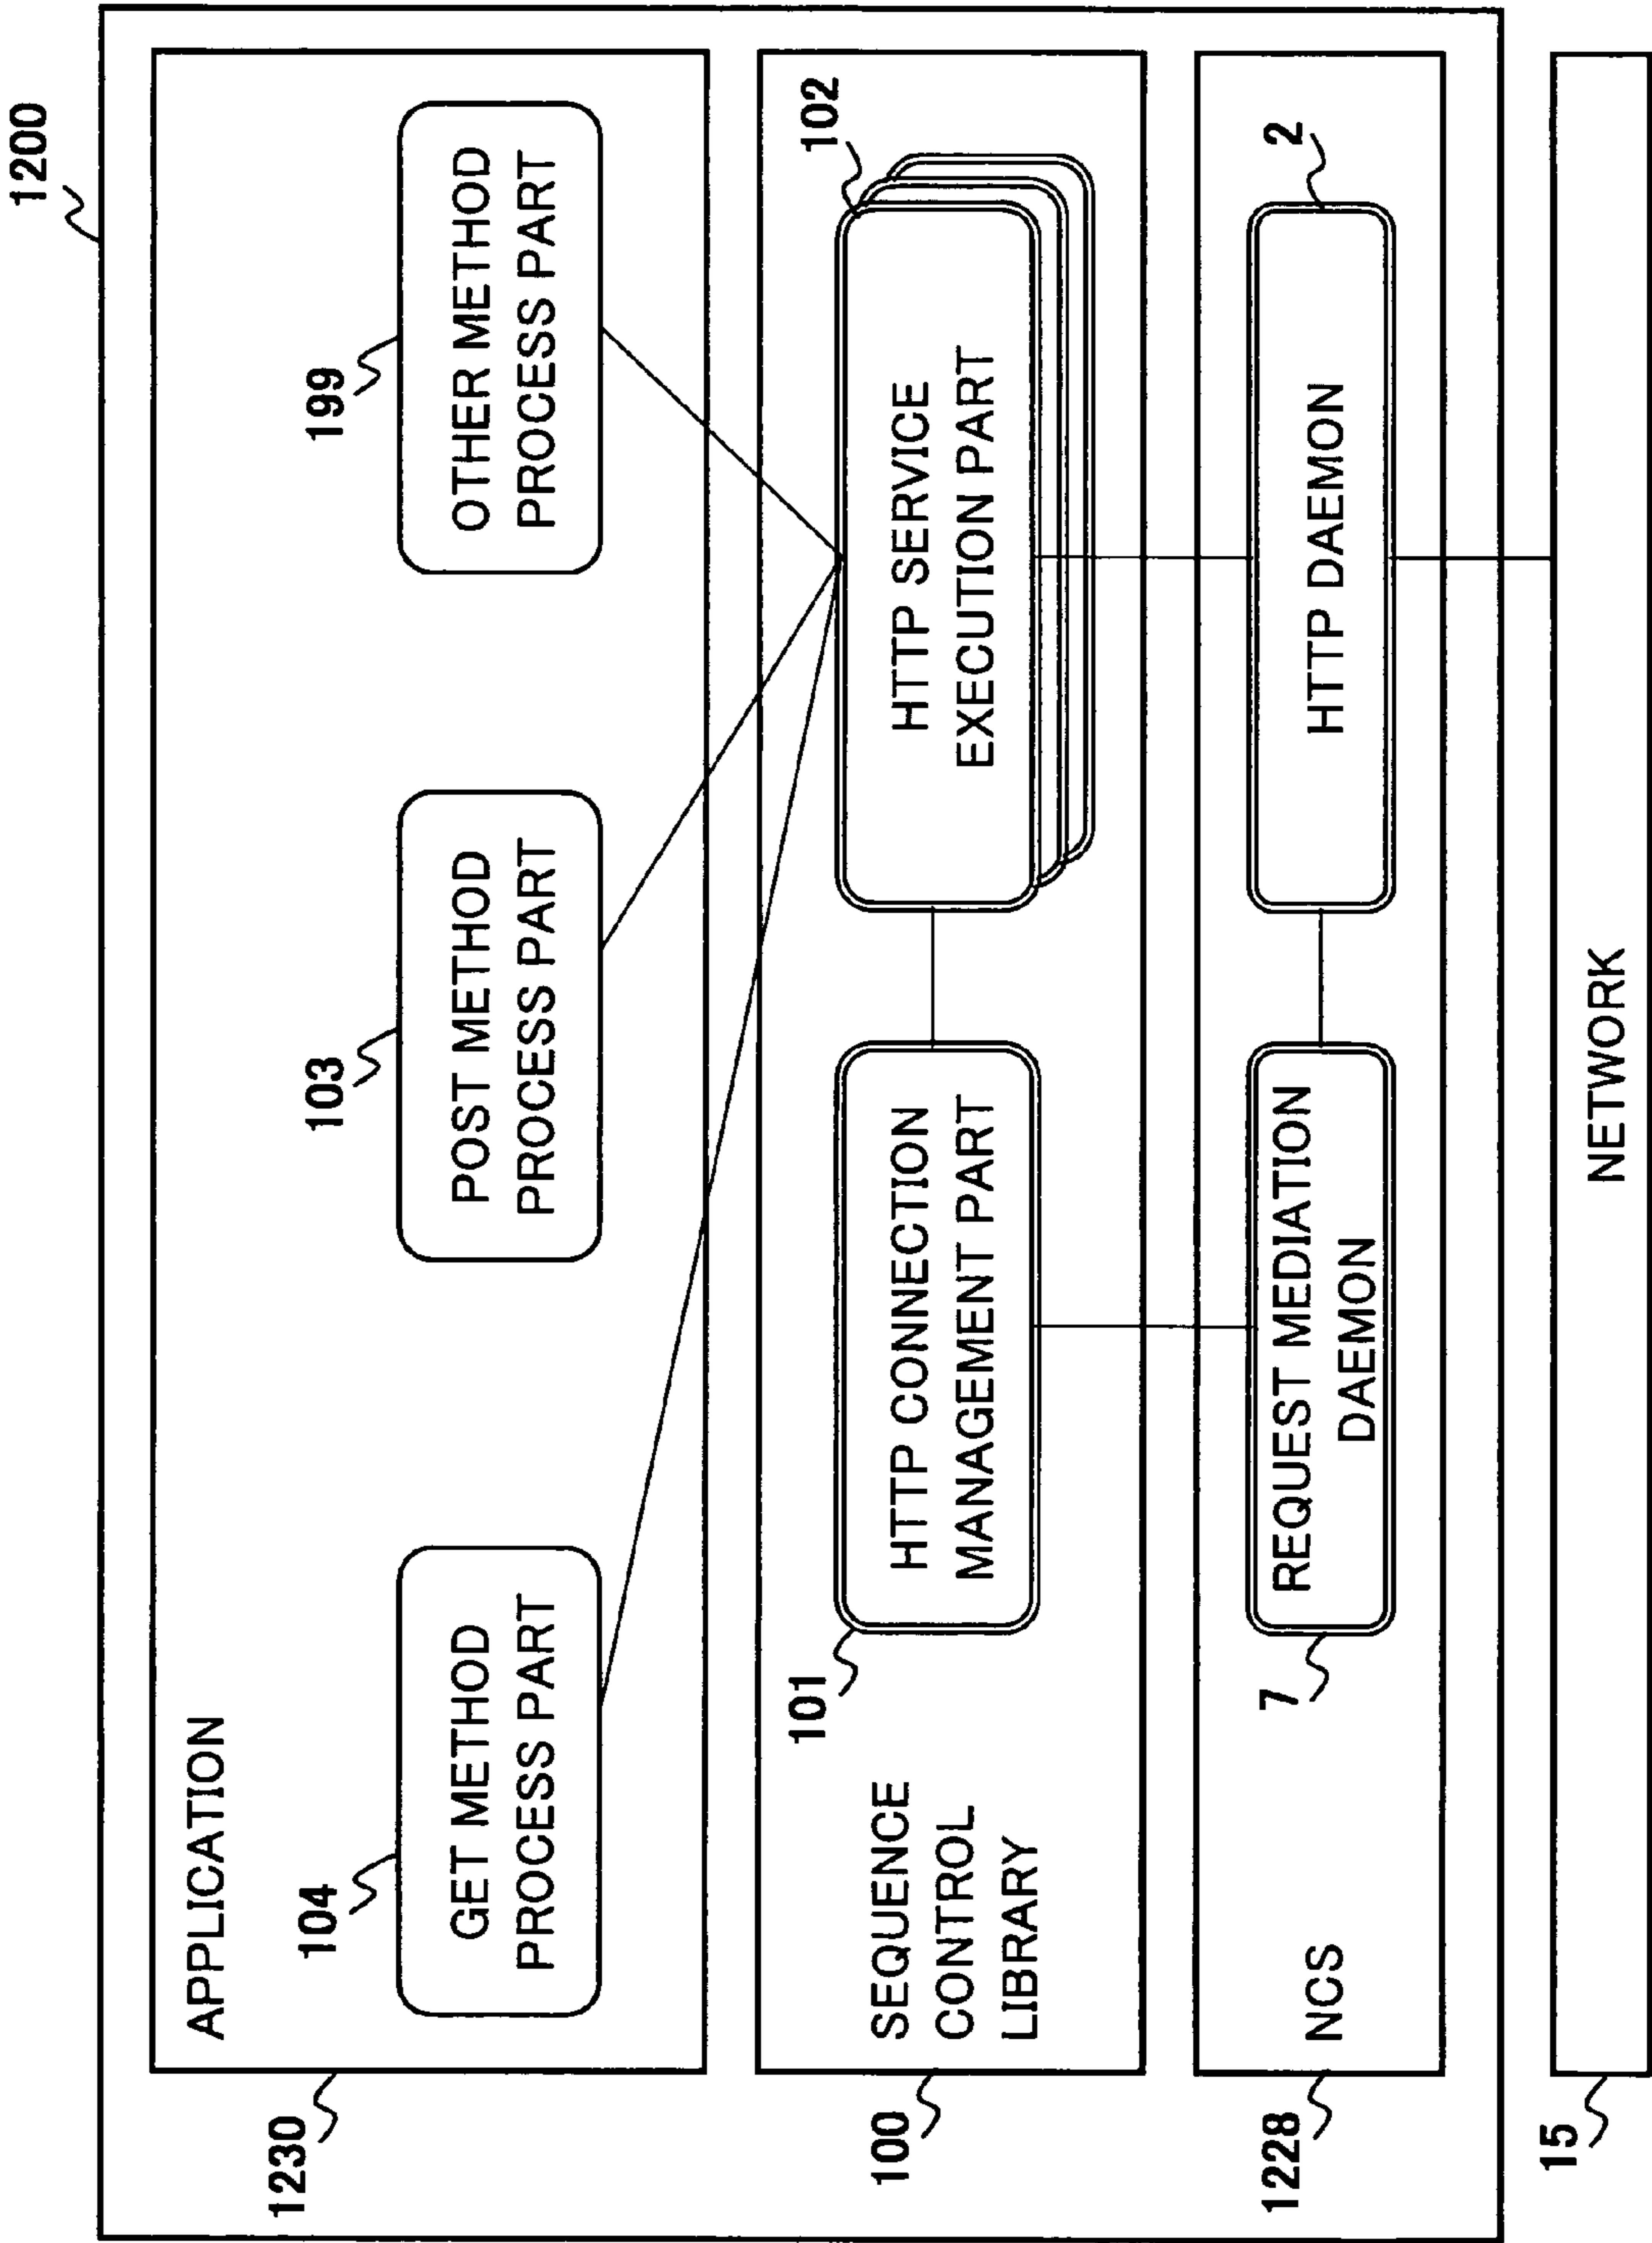 1200
APPLICATION
1230
104
GET METHOD
PROCESS PART
103
POST METHOD
PROCESS PART
199
OTHER METHOD
PROCESS PART
SEQUENCE
CONTROL
LIBRARY
100
101
HTTP CONNECTION
MANAGEMENT PART
102
HTTP SERVICE
EXECUTION PART
NCS
1228
7
REQUEST MEDIATION
DAEMON
2
HTTP DAEMON
15
NETWORK